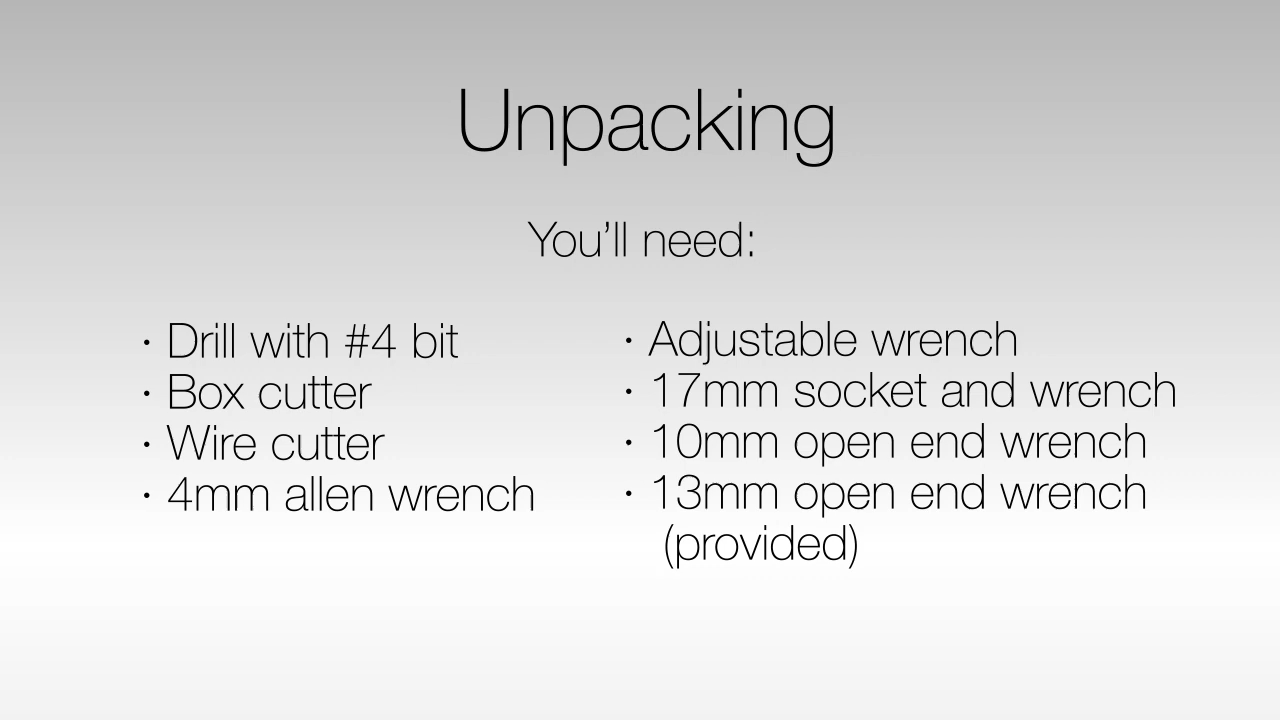 Unpacking
You’ll need:
· Drill with #4 bit
· Box cutter
· Wire cutter
· 4mm allen wrench
· Adjustable wrench
· 17mm socket and wrench
· 10mm open end wrench
· 13mm open end wrench
(provided)